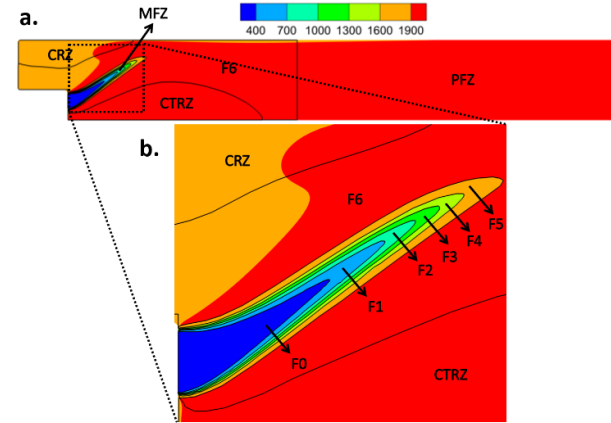 a.
MFZ
400 700 1000 1300 1600 1900
CRZ
F6
PFZ
CTRZ
b.
CRZ
F6
F5
F4
F3
F2
F1
F0
CTRZ